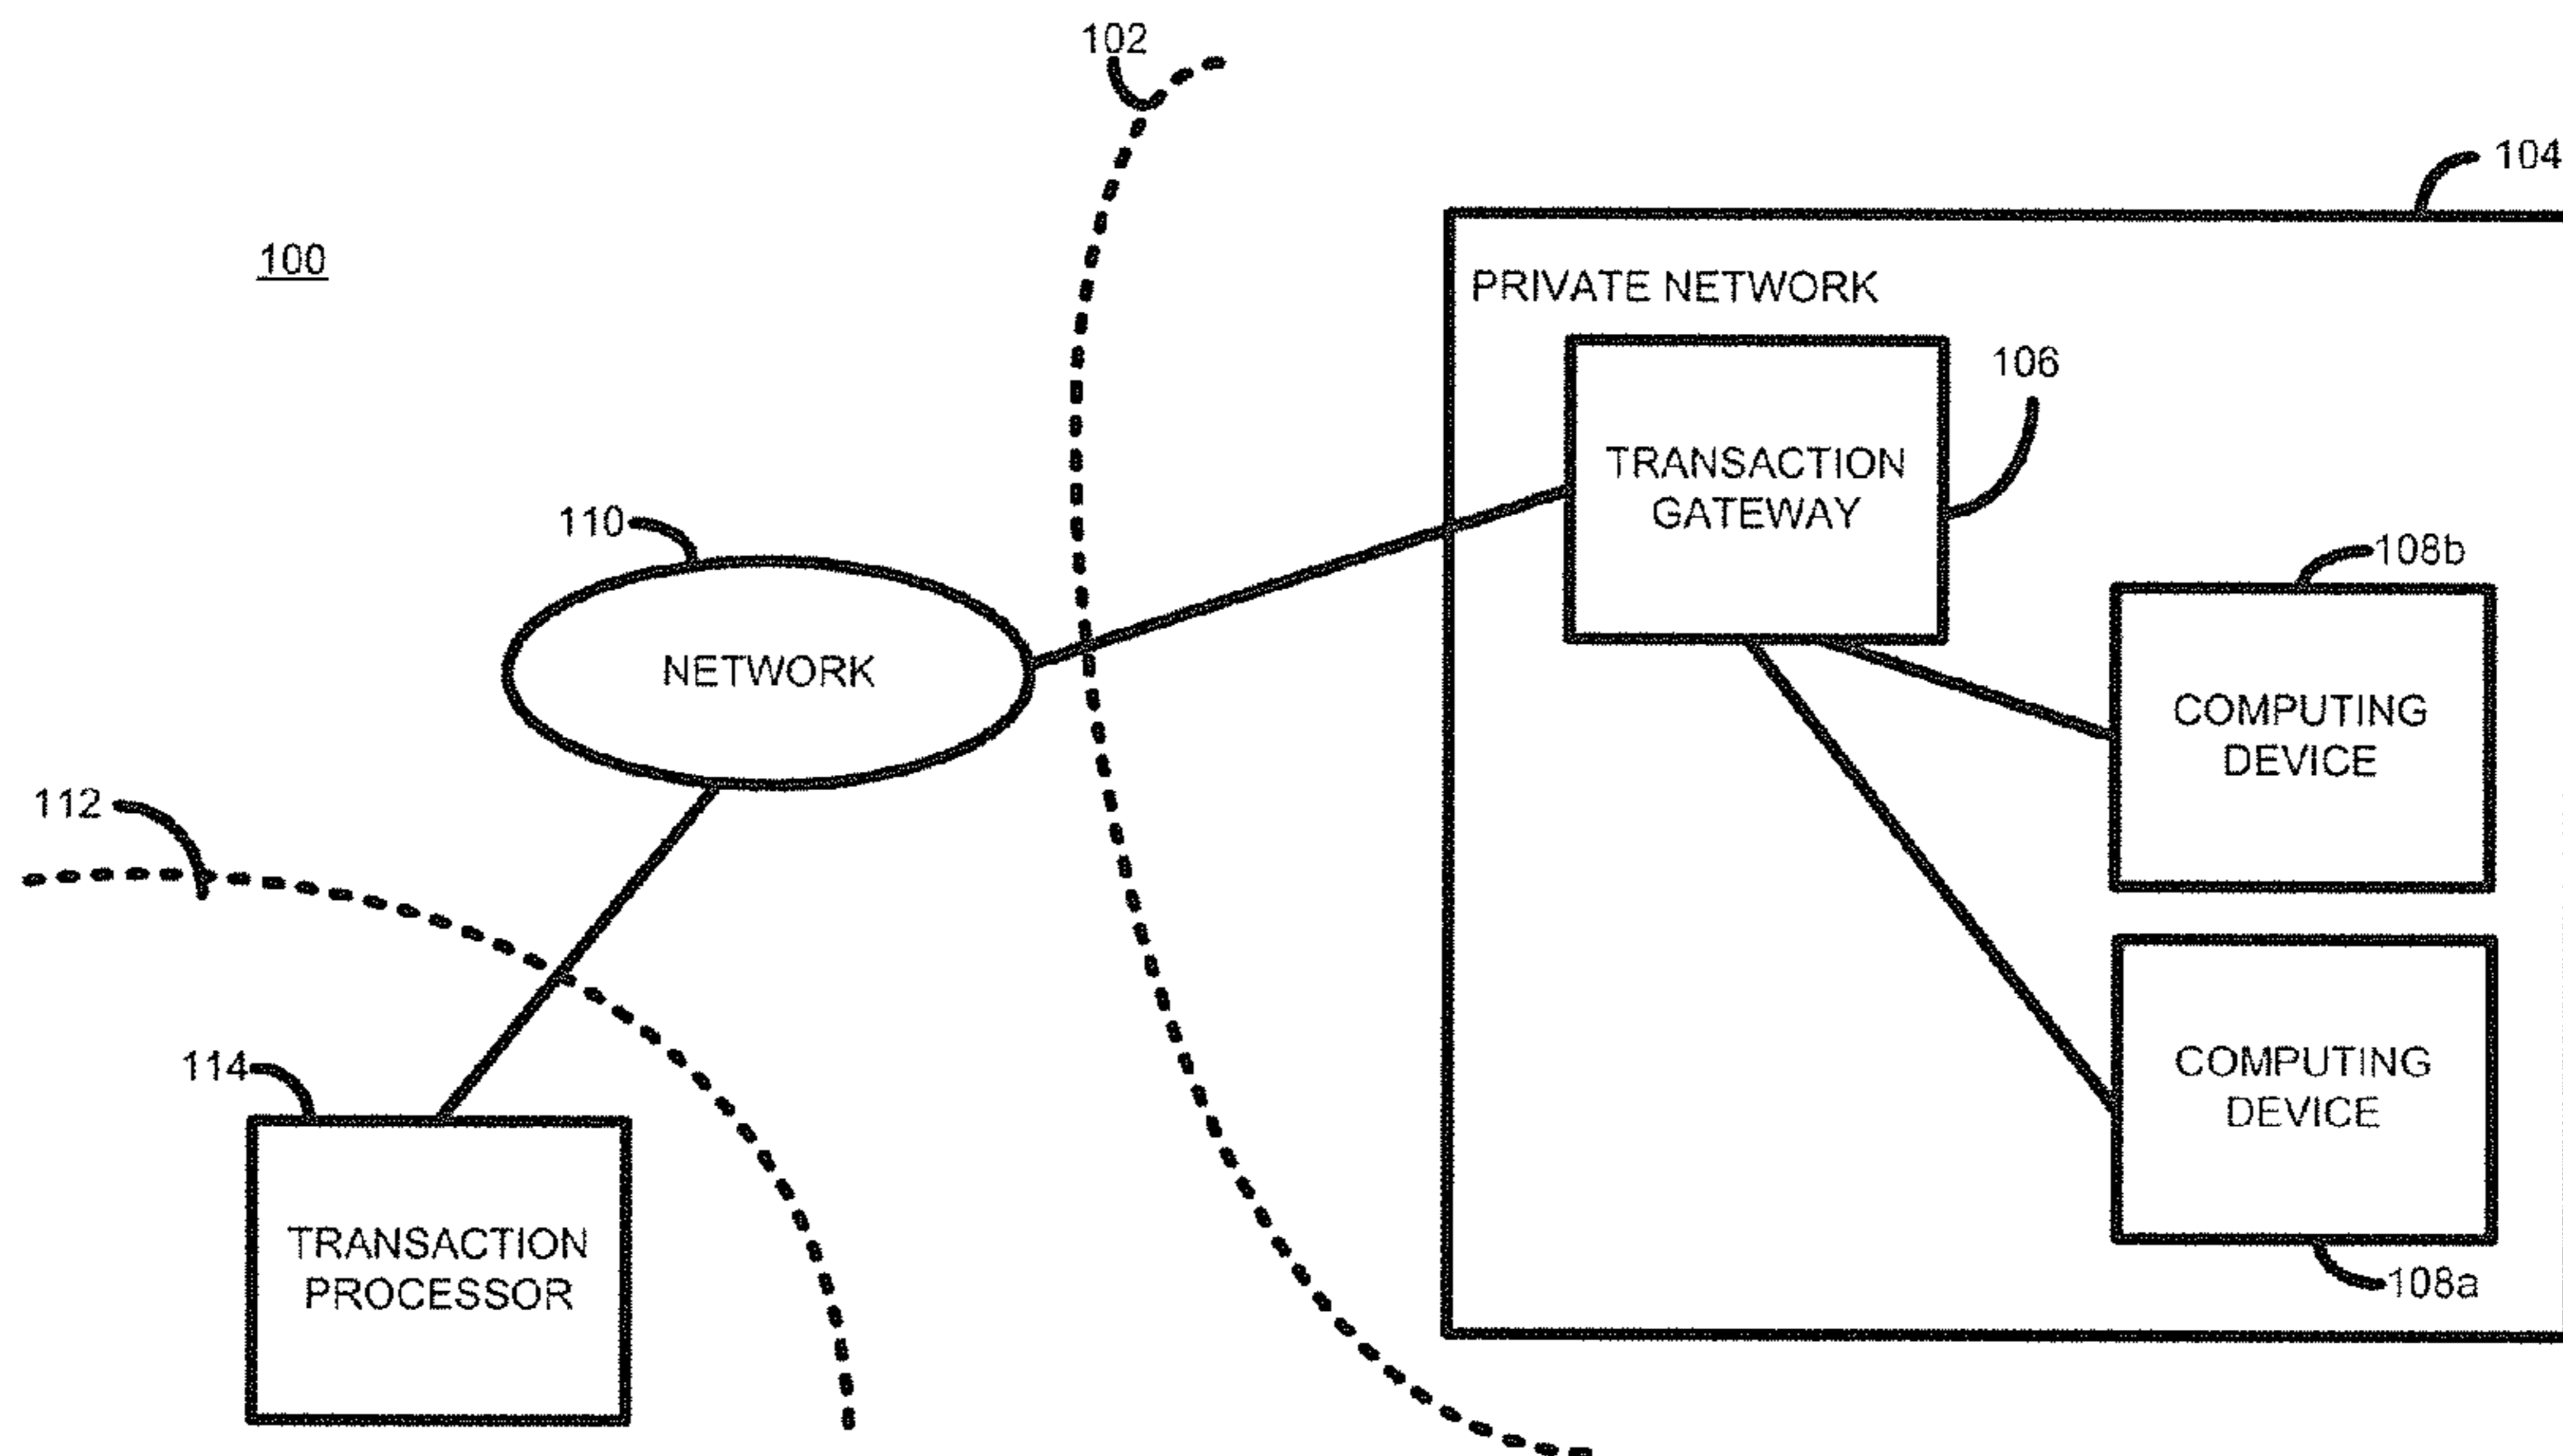 102
104
100
PRIVATE NETWORK
106
TRANSACTION
GATEWAY
110
108b
NETWORK
COMPUTING
DEVICE
112
114
COMPUTING
DEVICE
TRANSACTION
PROCESSOR
108a